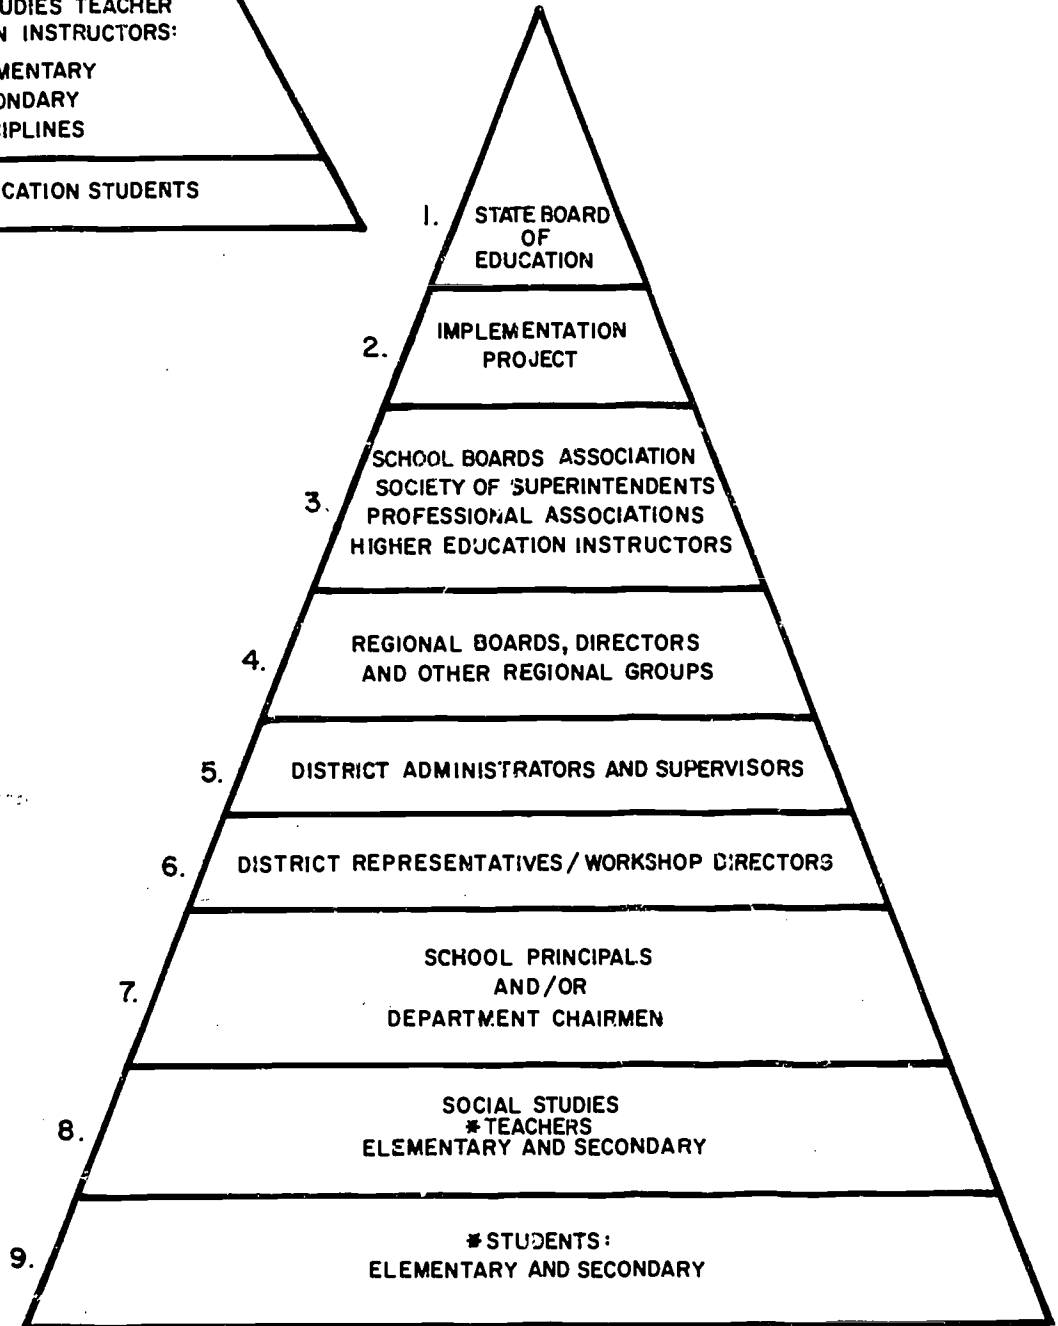 UDIES TEACHER
N INSTRUCTORS:
MENTARY
ONDARY
CIPLINES
CATION STUDENTS
1. STATE BOARD
OF
EDUCATION
2. IMPLEMENTATION
PROJECT
3. SCHOOL BOARDS ASSOCIATION
SOCIETY OF SUPERINTENDENTS
PROFESSIONAL ASSOCIATIONS
HIGHER EDUCATION INSTRUCTORS
4. REGIONAL BOARDS, DIRECTORS
AND OTHER REGIONAL GROUPS
5. DISTRICT ADMINISTRATORS AND SUPERVISORS
6. DISTRICT REPRESENTATIVES/WORKSHOP DIRECTORS
7. SCHOOL PRINCIPALS
AND/OR
DEPARTMENT CHAIRMEN
8. SOCIAL STUDIES
*TEACHERS
ELEMENTARY AND SECONDARY
9. *STUDENTS:
ELEMENTARY AND SECONDARY